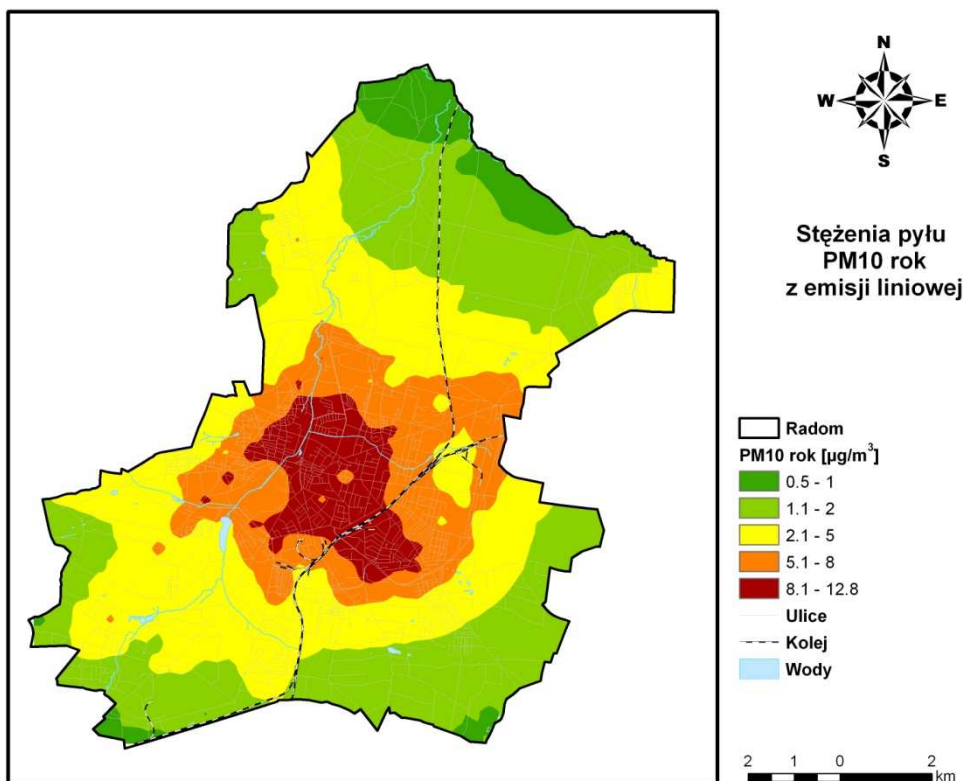 N
W E
S
Stężenia pyłu
PM10 rok
z emisji liniowej
Radom
PM10 rok [µg/m³]
0.5 - 1
1.1 - 2
2.1 - 5
5.1 - 8
8.1 - 12.8
Ulice
Kolej
Wody
2 1 0 2
km